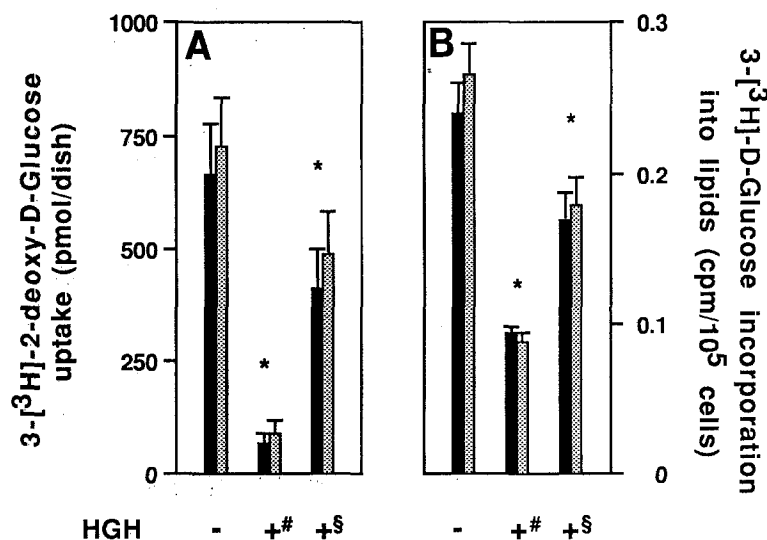 1000
750
500
250
0
3-[³H]-2-deoxy-D-Glucose
uptake (pmol/dish)
A
*
*
B
*
*
0.3
0.2
0.1
0
3-[³H]-D-Glucose incorporation
into lipids (cpm/10⁵ cells)
HGH - +# +§ - +# +§